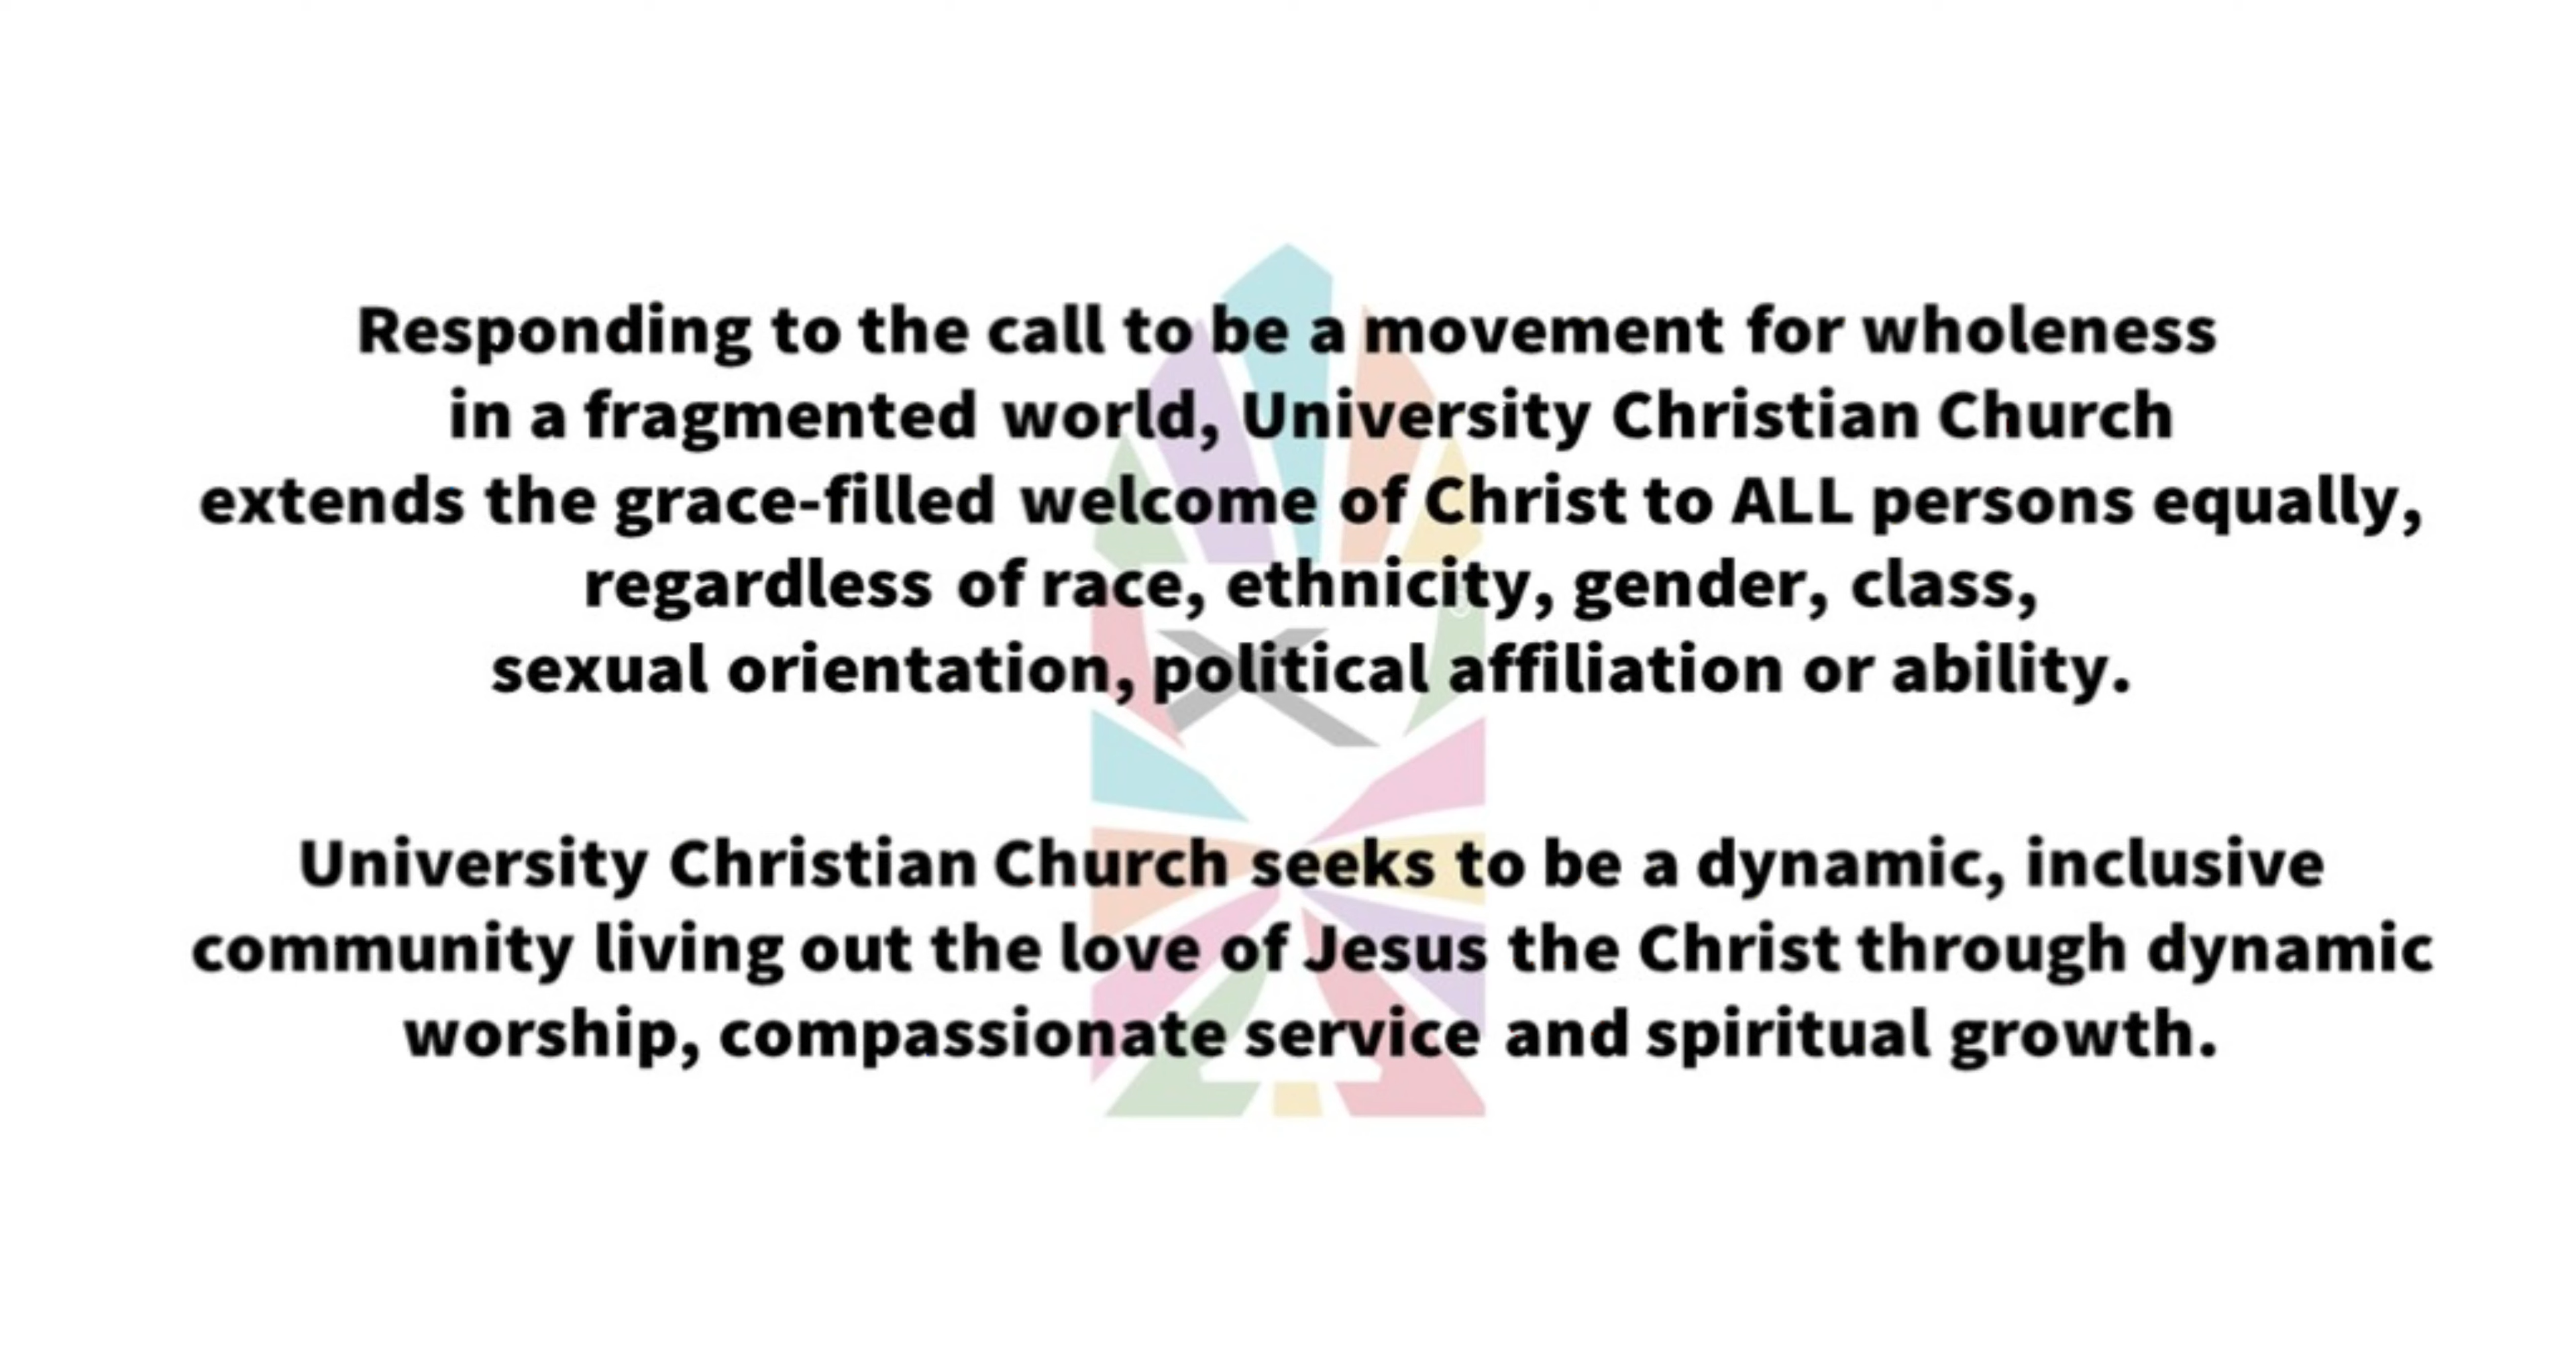 Responding to the call to be a movement for wholeness
in a fragmented world, University Christian Church
extends the grace-filled welcome of Christ to ALL persons equally,
regardless of race, ethnicity, gender, class,
sexual orientation, political affiliation or ability.
University Christian Church seeks to be a dynamic, inclusive
community living out the love of Jesus the Christ through dynamic
worship, compassionate service and spiritual growth.